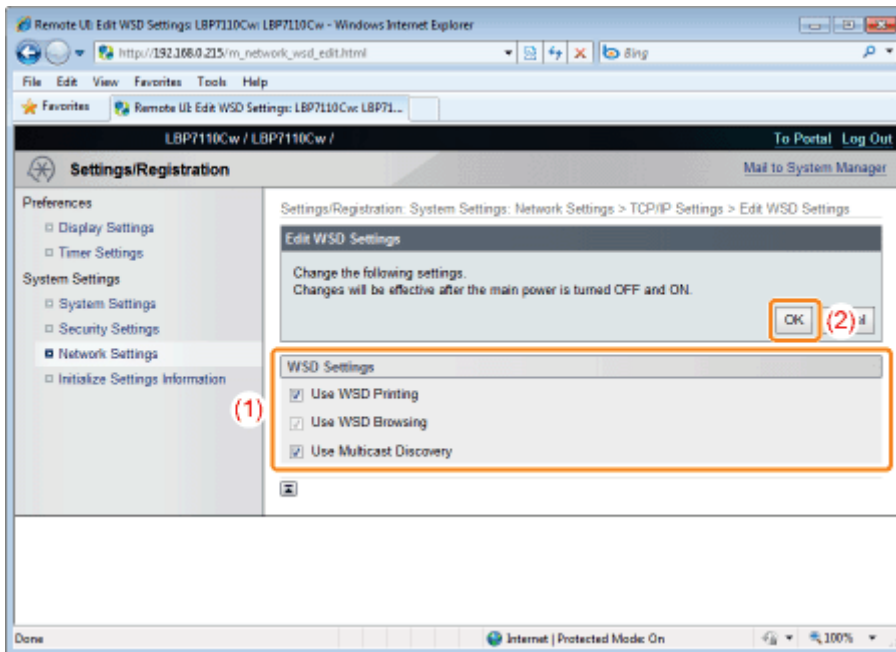 Remote UI: Edit WSD Settings: LBP7110Cw: LBP7110Cw - Windows Internet Explorer
http://192.168.0.215/m_network_wsd_edit.html
Bing
File Edit View Favorites Tools Help
Favorites Remote UI: Edit WSD Settings: LBP7110Cw: LBP71...
LBP7110Cw / LBP7110Cw /
To Portal Log Out
Settings/Registration
Mail to System Manager
Preferences
Display Settings
Timer Settings
System Settings
System Settings
Security Settings
Network Settings
Initialize Settings Information
Settings/Registration: System Settings: Network Settings > TCP/IP Settings > Edit WSD Settings
Edit WSD Settings
Change the following settings.
Changes will be effective after the main power is turned OFF and ON.
OK (2)
WSD Settings
(1)
Use WSD Printing
Use WSD Browsing
Use Multicast Discovery
Done Internet | Protected Mode: On 100%